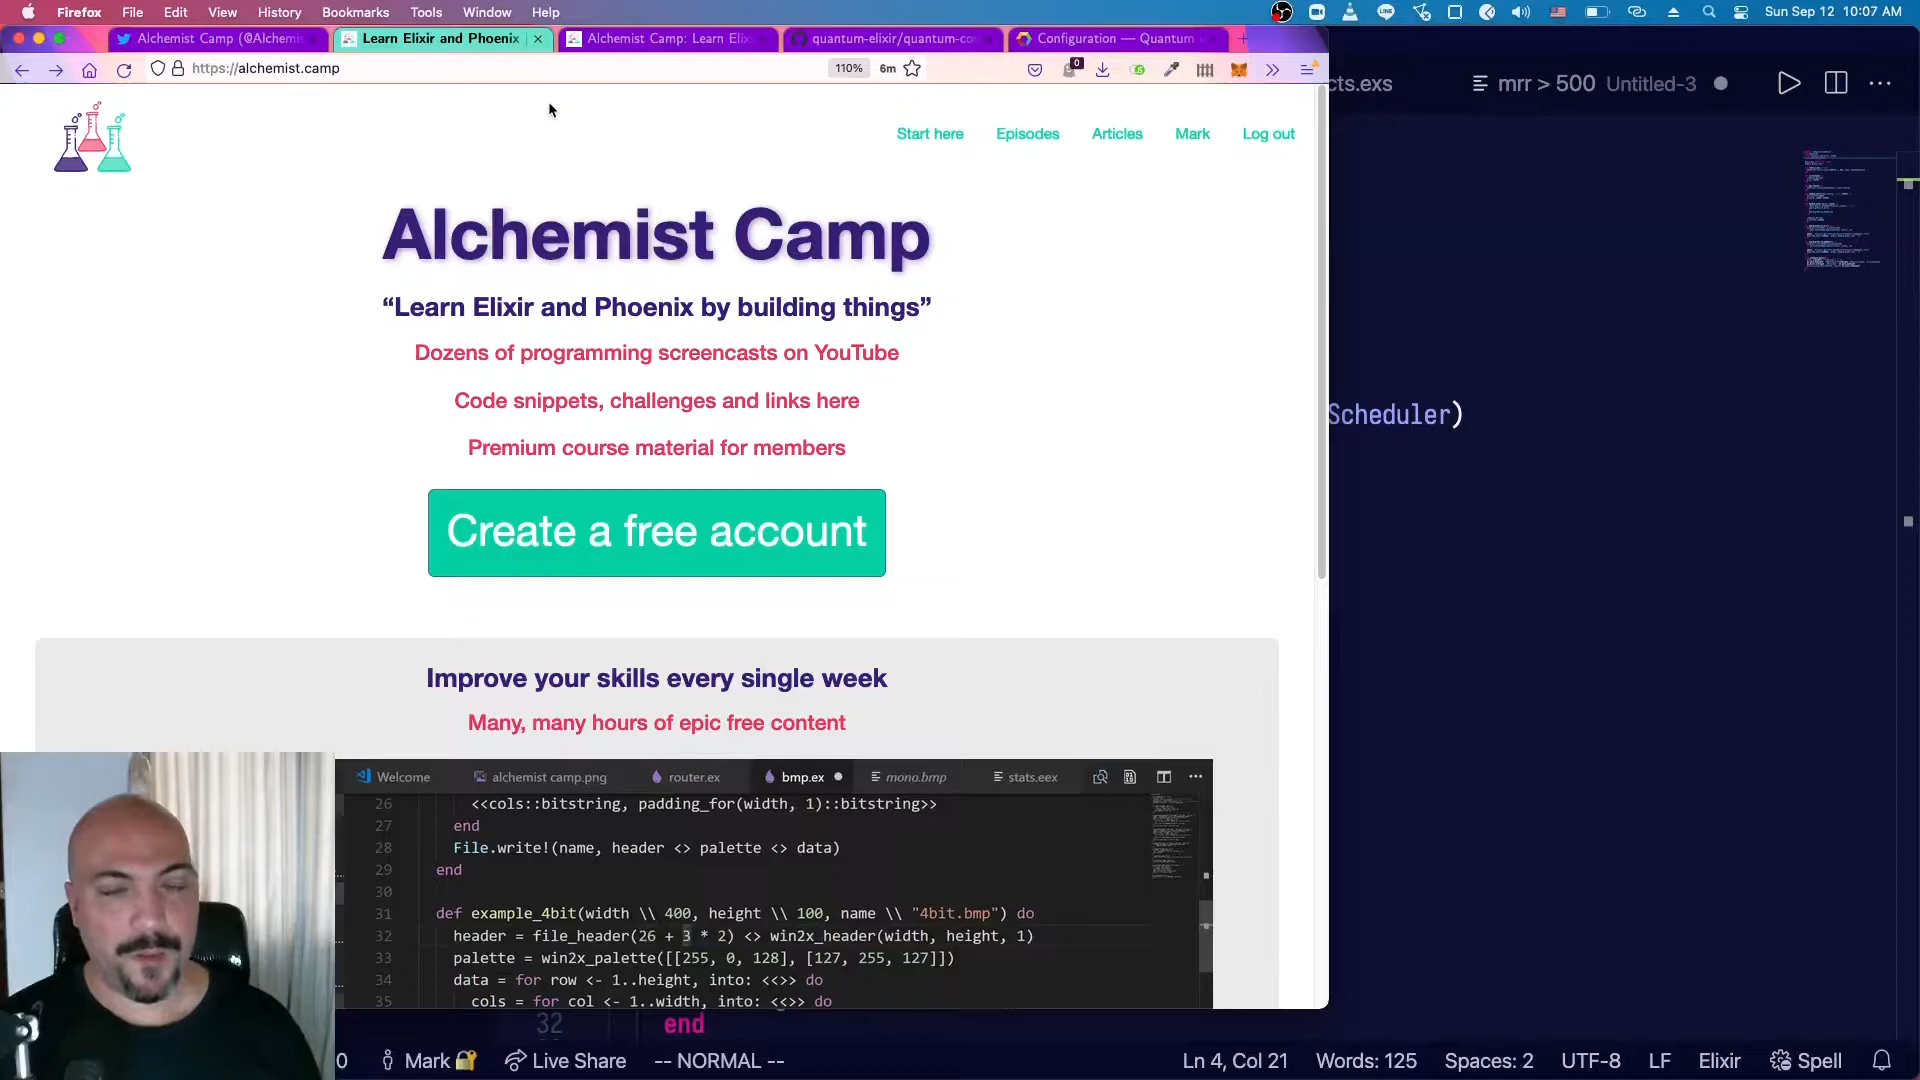 Firefox File Edit View History Bookmarks Tools Window Help Sun Sep 12 10:07 AM
Alchemist Camp (@Alchemis Learn Elixir and Phoenix Alchemist Camp: Learn Elix quantum-elixir/quantum-co Configuration — Quantum
https://alchemist.camp 110% 6m 0
cts.exs mrr > 500 Untitled-3
Start here Episodes Articles Mark Log out
Alchemist Camp
“Learn Elixir and Phoenix by building things”
Dozens of programming screencasts on YouTube
Code snippets, challenges and links here
Premium course material for members
Create a free account
Scheduler)
Improve your skills every single week
Many, many hours of epic free content
Welcome alchemist camp.png router.ex bmp.ex mono.bmp stats.eex
26 <<cols::bitstring, padding_for(width, 1)::bitstring>>
27 end
28 File.write!(name, header <> palette <> data)
29 end
30
31 def example_4bit(width \\ 400, height \\ 100, name \\ "4bit.bmp") do
32 header = file_header(26 + 3 * 2) <> win2x_header(width, height, 1)
33 palette = win2x_palette([[255, 0, 128], [127, 255, 127]])
34 data = for row <- 1..height, into: <<>> do
35 cols = for col <- 1..width, into: <<>> do
32 end
0 Mark Live Share -- NORMAL -- Ln 4, Col 21 Words: 125 Spaces: 2 UTF-8 LF Elixir Spell